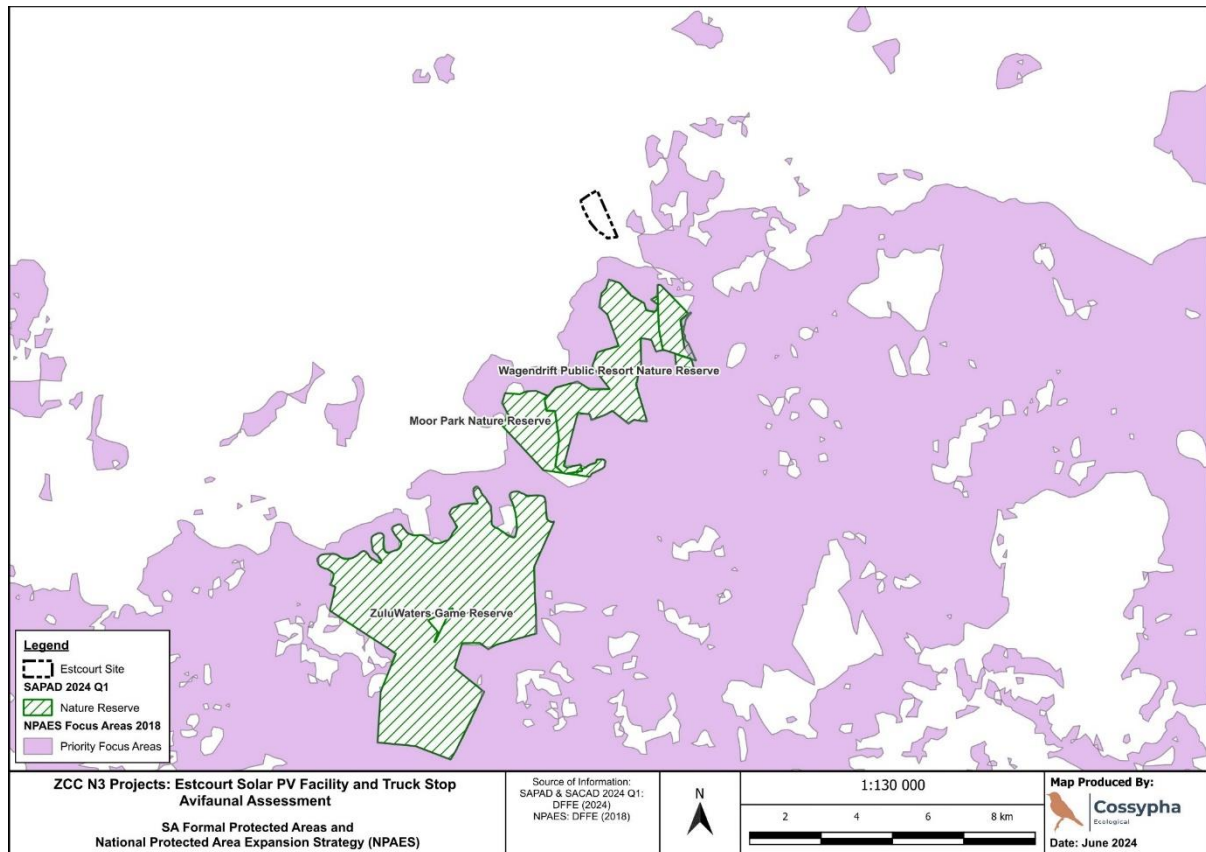 Wagendrift Public Resort Nature Reserve
Moor Park Nature Reserve
ZuluWaters Game Reserve
Legend
Estcourt Site
SAPAD 2024 Q1
Nature Reserve
NPAES Focus Areas 2018
Priority Focus Areas
ZCC N3 Projects: Estcourt Solar PV Facility and Truck Stop
Avifaunal Assessment
SA Formal Protected Areas and
National Protected Area Expansion Strategy (NPAES)
Source of Information:
SAPAD & SACAD 2024 Q1:
DFFE (2024)
NPAES: DFFE (2018)
N
1:130 000
2 4 6 8 km
Map Produced By:
Cossypha
Ecological
Date: June 2024